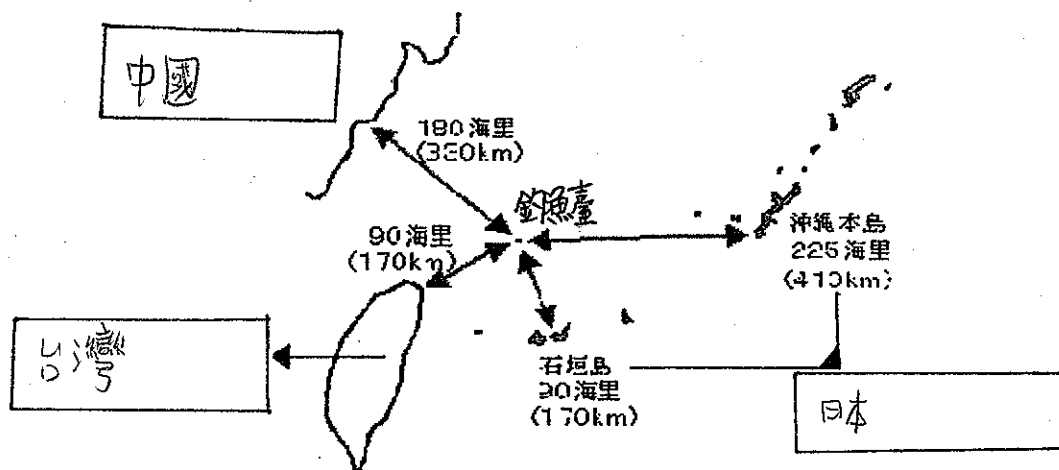 中國
180海里
(330km)
釣魚臺
90海里
(170km)
沖縄本島
225海里
(410km)
台灣
石垣島
90海里
(170km)
日本